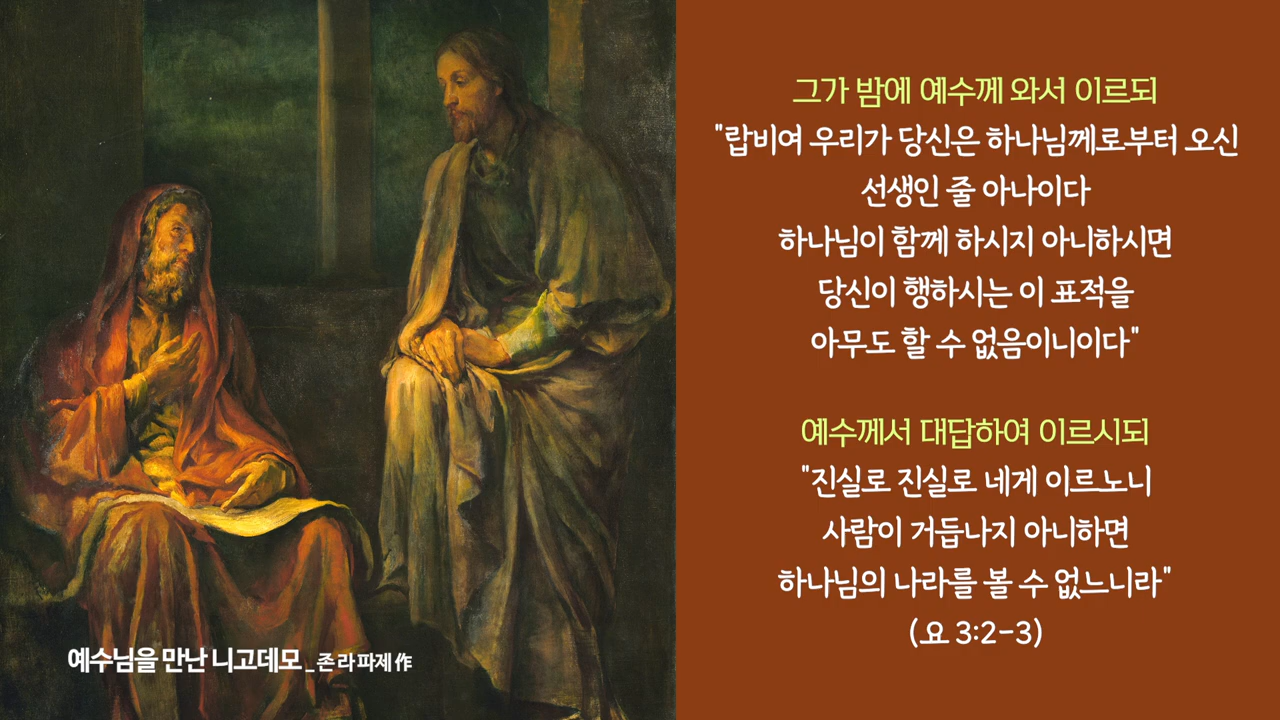 그가 밤에 예수께 와서 이르되
"랍비여 우리가 당신은 하나님께로부터 오신
선생인 줄 아나이다
하나님이 함께 하시지 아니하시면
당신이 행하시는 이 표적을
아무도 할 수 없음이니이다"
예수께서 대답하여 이르시되
"진실로 진실로 네게 이르노니
사람이 거듭나지 아니하면
하나님의 나라를 볼 수 없느니라"
(요 3:2-3)
예수님을 만난 니고데모 _ 존 라 파제 作